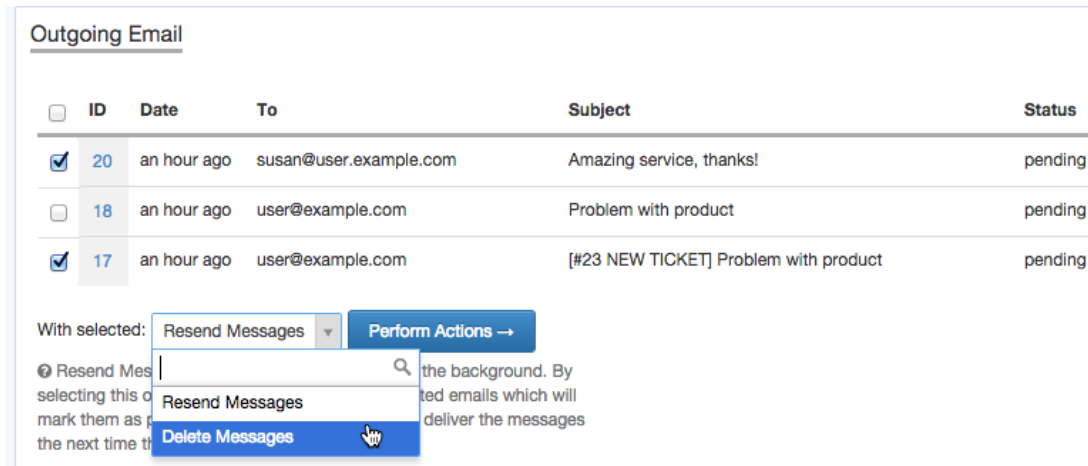 Outgoing Email
ID Date To Subject Status
20 an hour ago susan@user.example.com Amazing service, thanks! pending
18 an hour ago user@example.com Problem with product pending
17 an hour ago user@example.com [#23 NEW TICKET] Problem with product pending
With selected: Resend Messages Perform Actions →
Resend Mes the background. By
selecting this o ted emails which will
Resend Messages
mark them as p deliver the messages
Delete Messages
the next time th